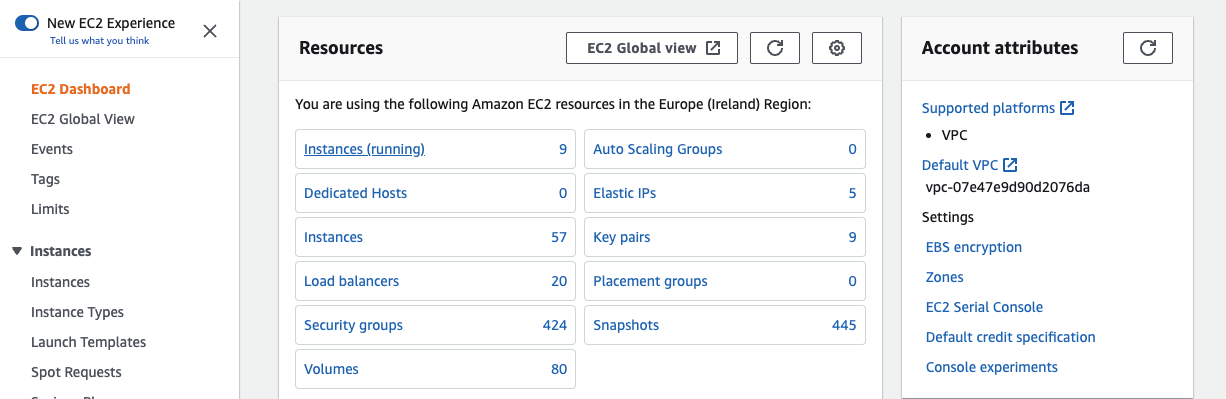 New EC2 Experience
Tell us what you think
EC2 Dashboard
EC2 Global View
Events
Tags
Limits
Instances
Instances
Instance Types
Launch Templates
Spot Requests
Resources
EC2 Global view
You are using the following Amazon EC2 resources in the Europe (Ireland) Region:
Instances (running) 9
Auto Scaling Groups 0
Dedicated Hosts 0
Elastic IPs 5
Instances 57
Key pairs 9
Load balancers 20
Placement groups 0
Security groups 424
Snapshots 445
Volumes 80
Account attributes
Supported platforms
• VPC
Default VPC
vpc-07e47e9d90d2076da
Settings
EBS encryption
Zones
EC2 Serial Console
Default credit specification
Console experiments